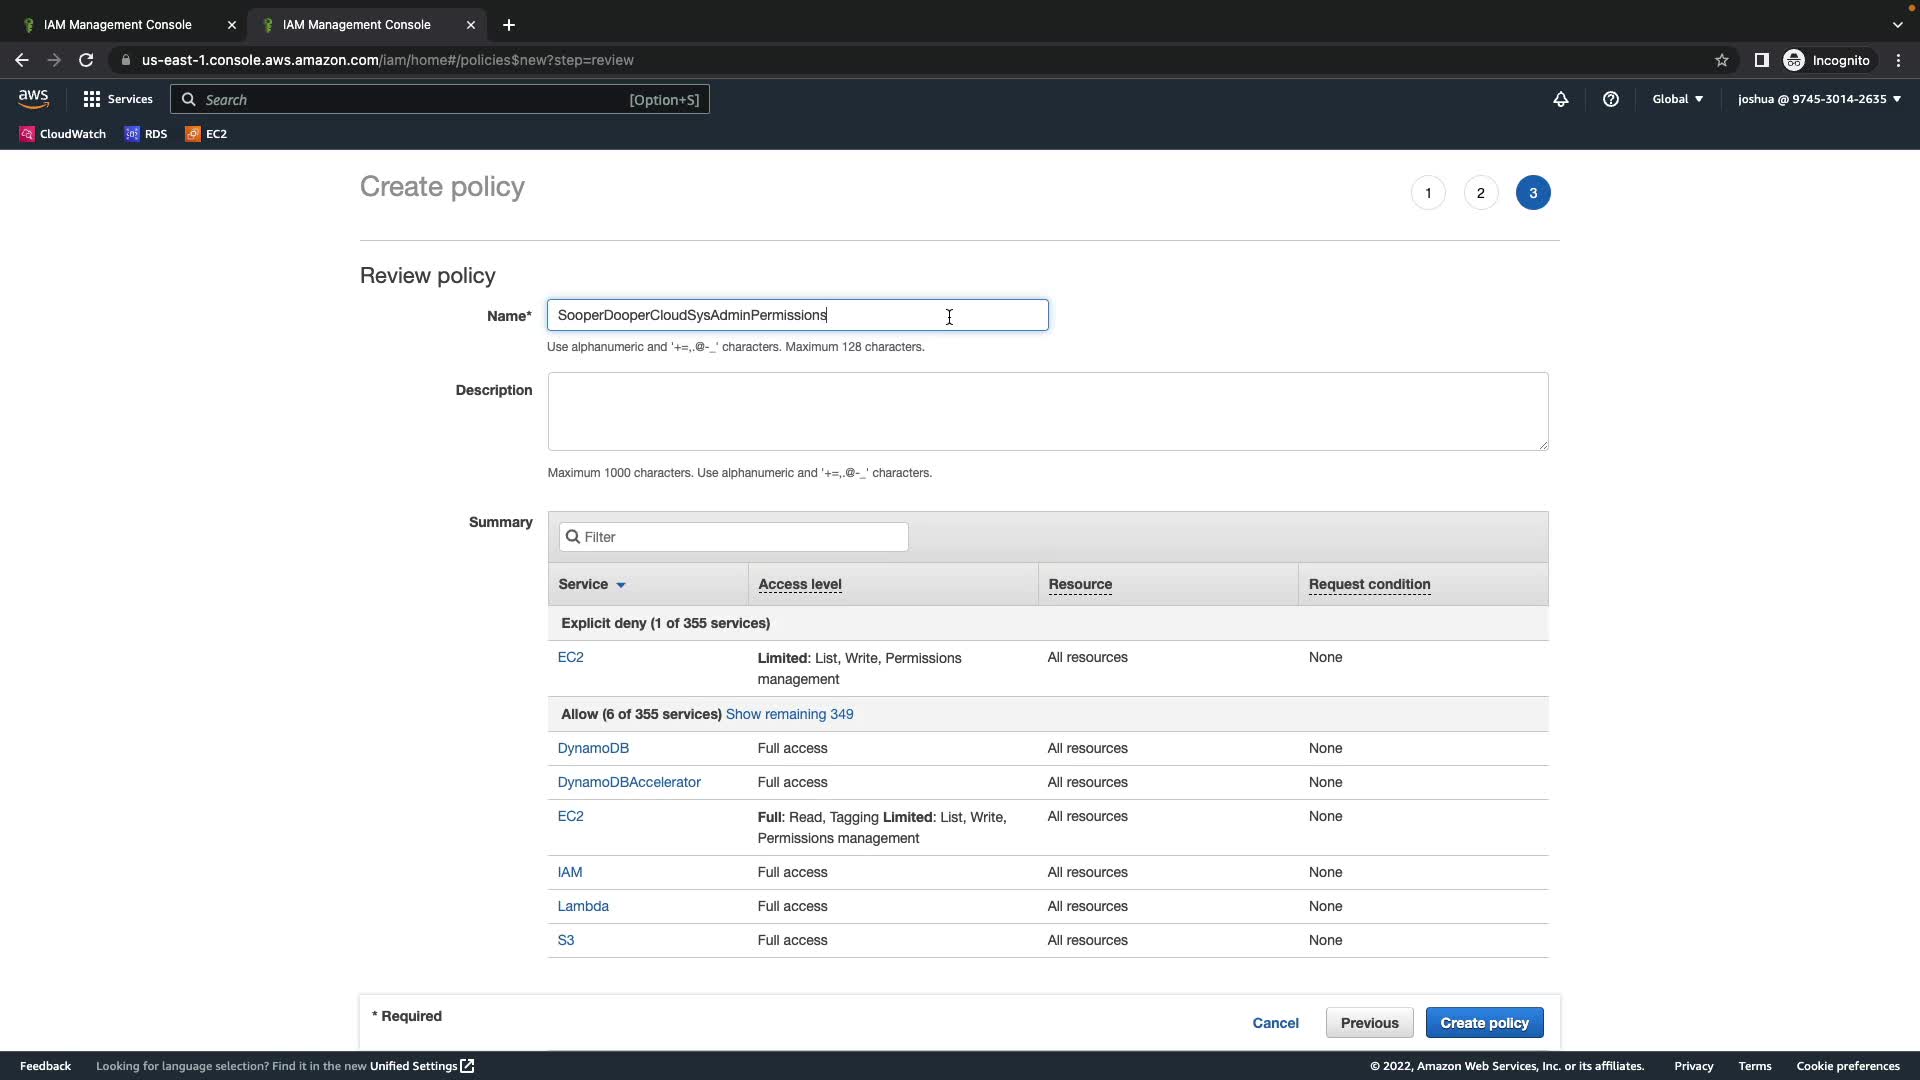 IAM Management Console
IAM Management Console
us-east-1.console.aws.amazon.com/iam/home#/policies$new?step=review
Incognito
aws
Services
Search
[Option+S]
Global
joshua @ 9745-3014-2635
CloudWatch
RDS
EC2
Create policy
1
2
3
Review policy
Name*
SooperDooperCloudSysAdminPermissions
Use alphanumeric and '+=,.@-_' characters. Maximum 128 characters.
Description
Maximum 1000 characters. Use alphanumeric and '+=,.@-_' characters.
Summary
Filter
Service
Access level
Resource
Request condition
Explicit deny (1 of 355 services)
EC2
Limited: List, Write, Permissions
management
All resources
None
Allow (6 of 355 services) Show remaining 349
DynamoDB
Full access
All resources
None
DynamoDBAccelerator
Full access
All resources
None
EC2
Full: Read, Tagging Limited: List, Write,
Permissions management
All resources
None
IAM
Full access
All resources
None
Lambda
Full access
All resources
None
S3
Full access
All resources
None
* Required
Cancel
Previous
Create policy
Feedback
Looking for language selection? Find it in the new Unified Settings
© 2022, Amazon Web Services, Inc. or its affiliates.
Privacy
Terms
Cookie preferences